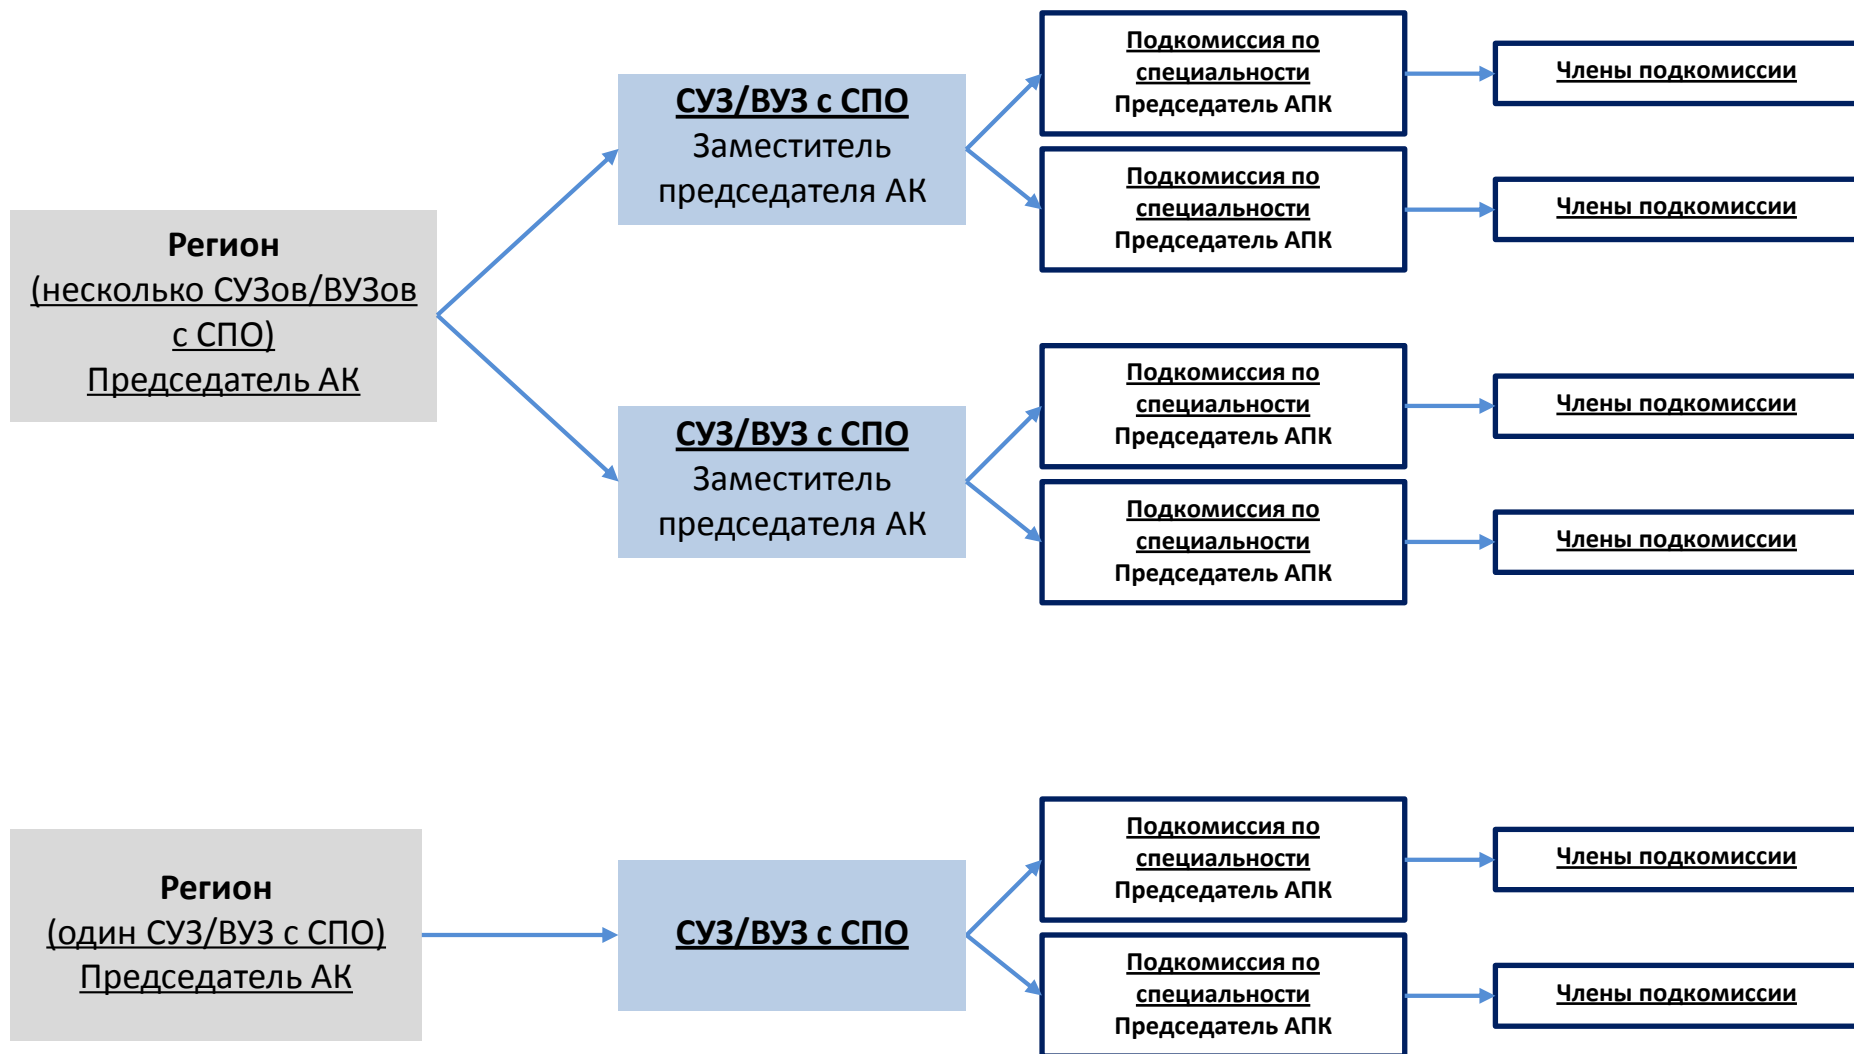 Регион
(несколько СУЗов/ВУЗов
с СПО)
Председатель АК
СУЗ/ВУЗ с СПО
Заместитель
председателя АК
Подкомиссия по
специальности
Председатель АПК
Члены подкомиссии
Подкомиссия по
специальности
Председатель АПК
Члены подкомиссии
СУЗ/ВУЗ с СПО
Заместитель
председателя АК
Подкомиссия по
специальности
Председатель АПК
Члены подкомиссии
Подкомиссия по
специальности
Председатель АПК
Члены подкомиссии
Регион
(один СУЗ/ВУЗ с СПО)
Председатель АК
СУЗ/ВУЗ с СПО
Подкомиссия по
специальности
Председатель АПК
Члены подкомиссии
Подкомиссия по
специальности
Председатель АПК
Члены подкомиссии